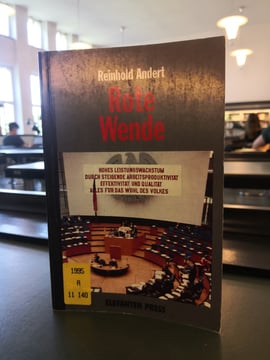 Reinhold Andert
Rote
Wende
HOHES LEISTUNGSWACHSTUM
DURCH STEIGENDE ARBEITSPRODUKTIVITÄT
EFFEKTIVITÄT UND QUALITÄT
ALLES FÜR DAS WOHL DES VOLKES
1995
A
11 140
ELEFANTEN PRESS